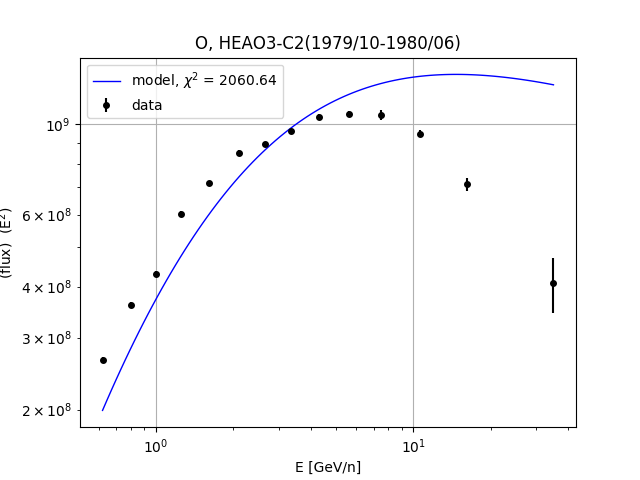 O, HEAO3-C2(1979/10-1980/06)
model, χ² = 2060.64
data
10⁹
6 × 10⁸
4 × 10⁸
3 × 10⁸
2 × 10⁸
(flux) (E²)
10⁰ 10¹
E [GeV/n]